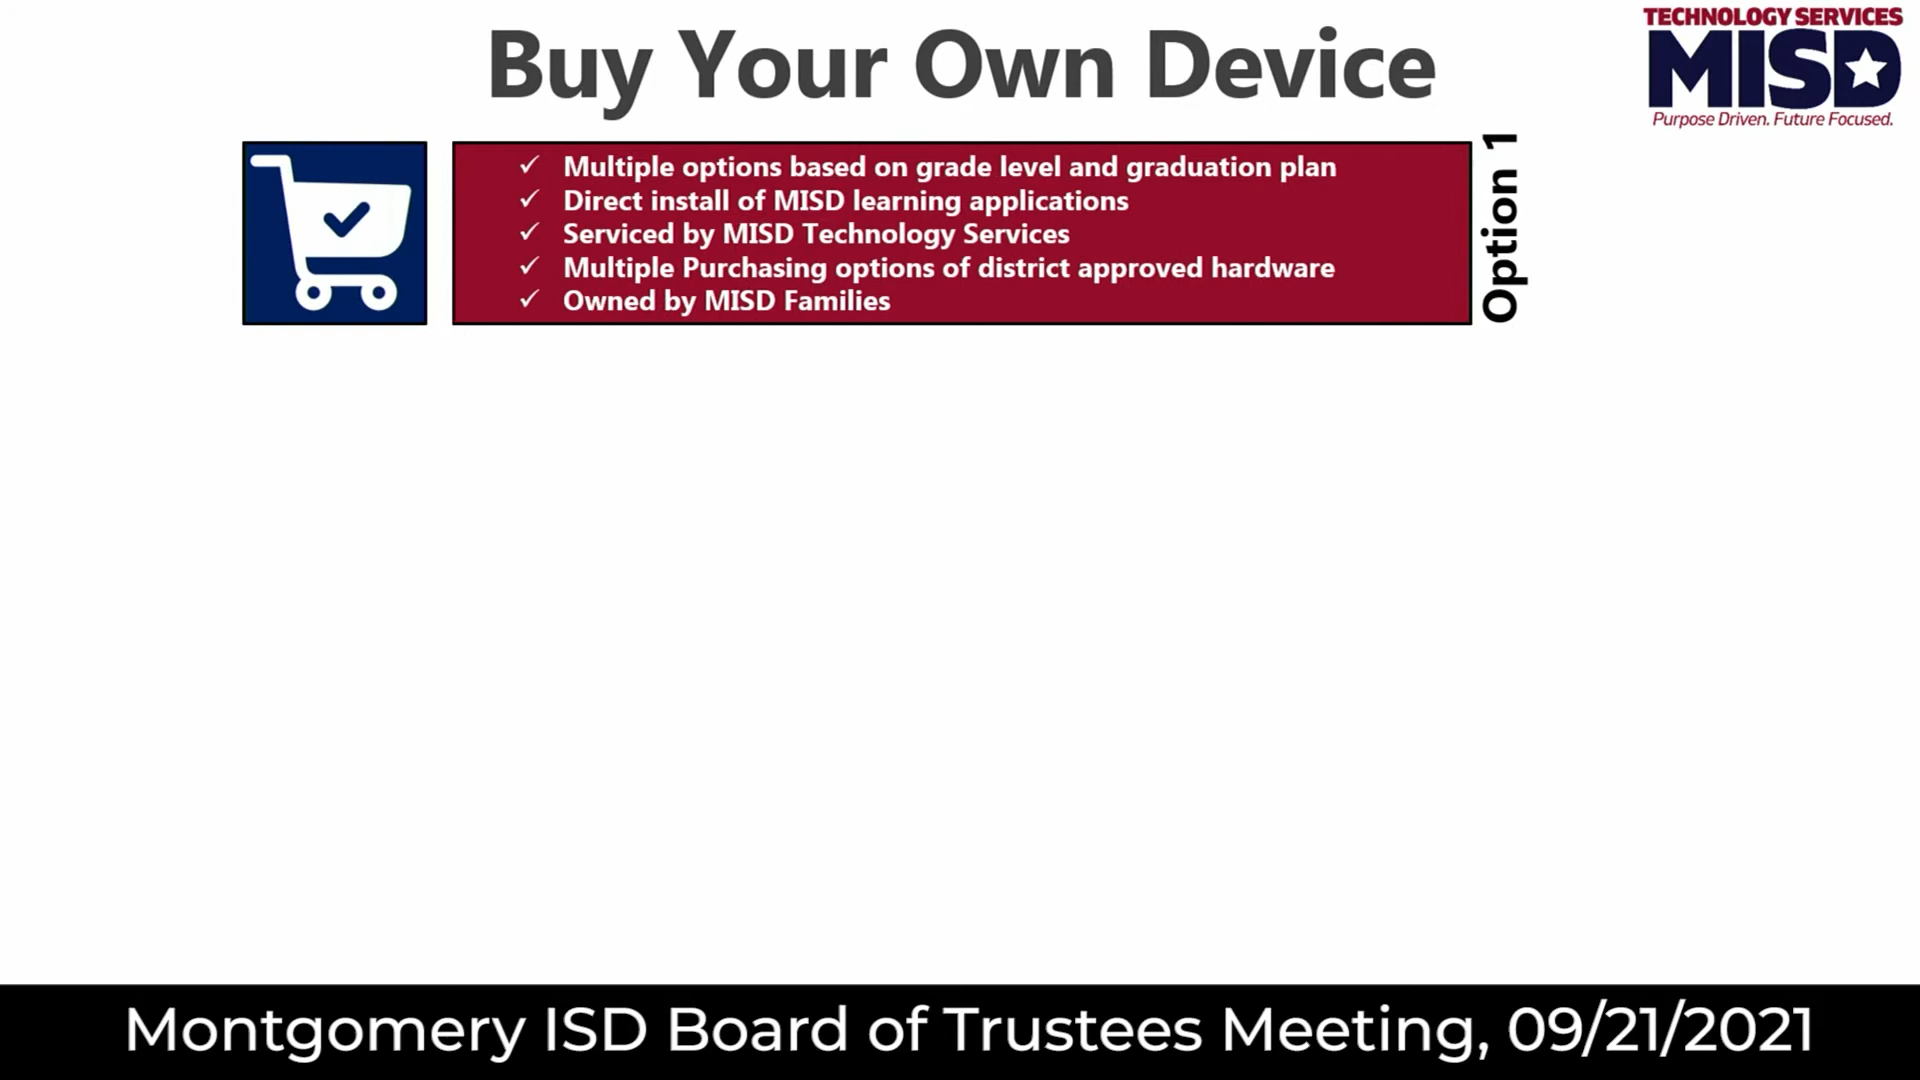 Buy Your Own Device
TECHNOLOGY SERVICES
MISD
Purpose Driven. Future Focused.
✓ Multiple options based on grade level and graduation plan
✓ Direct install of MISD learning applications
✓ Serviced by MISD Technology Services
✓ Multiple Purchasing options of district approved hardware
✓ Owned by MISD Families
Option 1
Montgomery ISD Board of Trustees Meeting, 09/21/2021